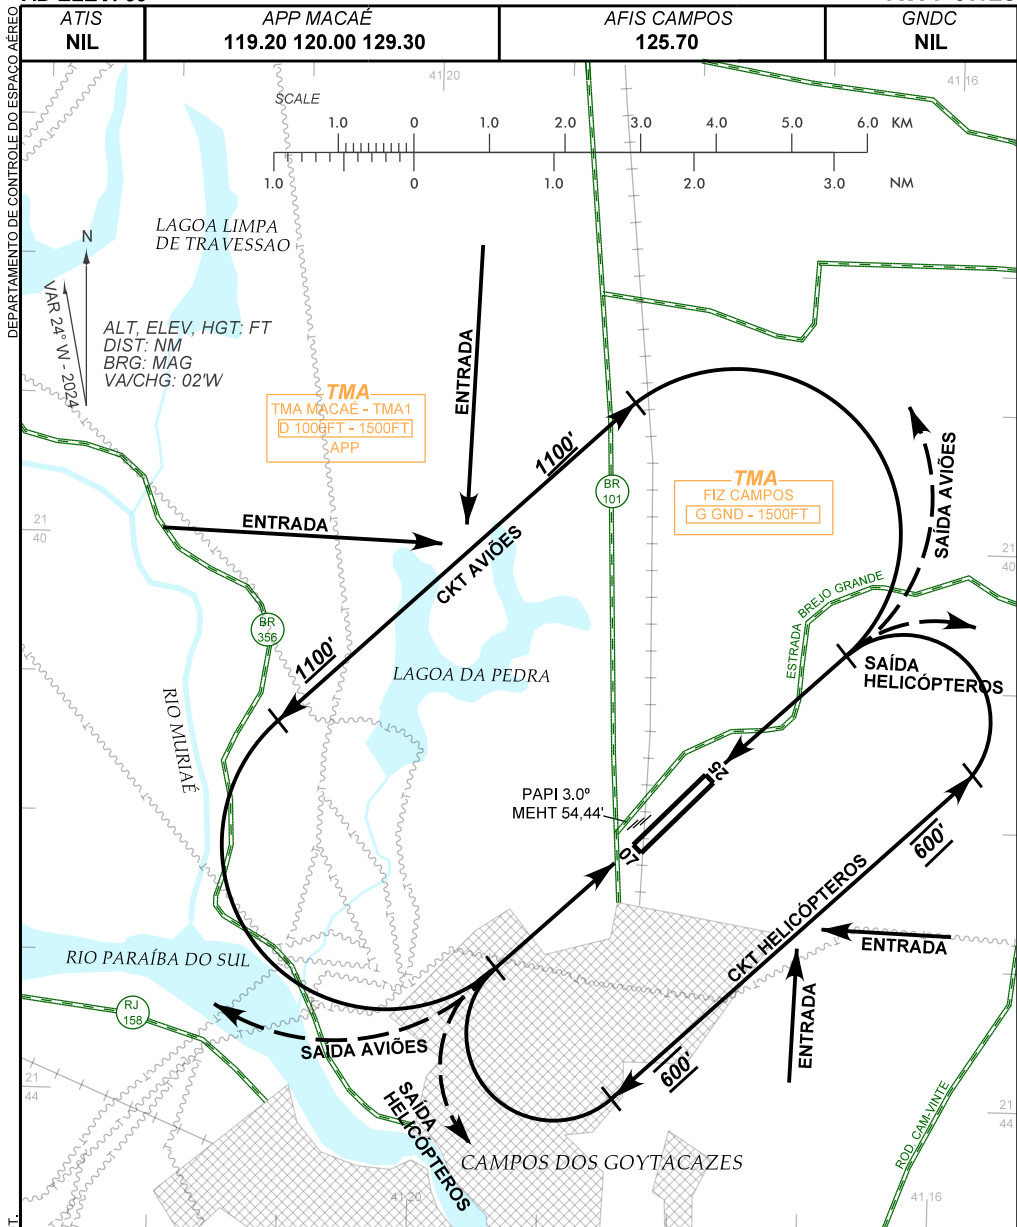 DEPARTAMENTO DE CONTROLE DO ESPAÇO AÉREO
ATIS
NIL
APP MACAÉ
119.20 120.00 129.30
AFIS CAMPOS
125.70
GNDC
NIL
41 20
41 16
SCALE
1.0 0 1.0 2.0 3.0 4.0 5.0 6.0 KM
1.0 0 1.0 2.0 3.0 NM
LAGOA LIMPA
DE TRAVESSAO
N
VAR 24° W - 2024
ALT, ELEV, HGT: FT
DIST: NM
BRG: MAG
VA/CHG: 02'W
ENTRADA
TMA
TMA MACAÉ - TMA1
D 1000FT - 1500FT
APP
1100'
BR
101
TMA
FIZ CAMPOS
G GND - 1500FT
SAÍDA AVIÕES
21
40
ENTRADA
CKT AVIÕES
21
40
ESTRADA BREJO GRANDE
BR
356
1100'
LAGOA DA PEDRA
SAÍDA
HELICÓPTEROS
RIO MURIAÉ
PAPI 3.0º
MEHT 54,44'
25
07
600'
CKT HELICÓPTEROS
ENTRADA
RIO PARAÍBA DO SUL
RJ
158
SAÍDA AVIÕES
ENTRADA
600'
21
44
21
44
SAÍDA
HELICÓPTEROS
ROD. CAM-VINTE
CAMPOS DOS GOYTACAZES
41 20
41 16